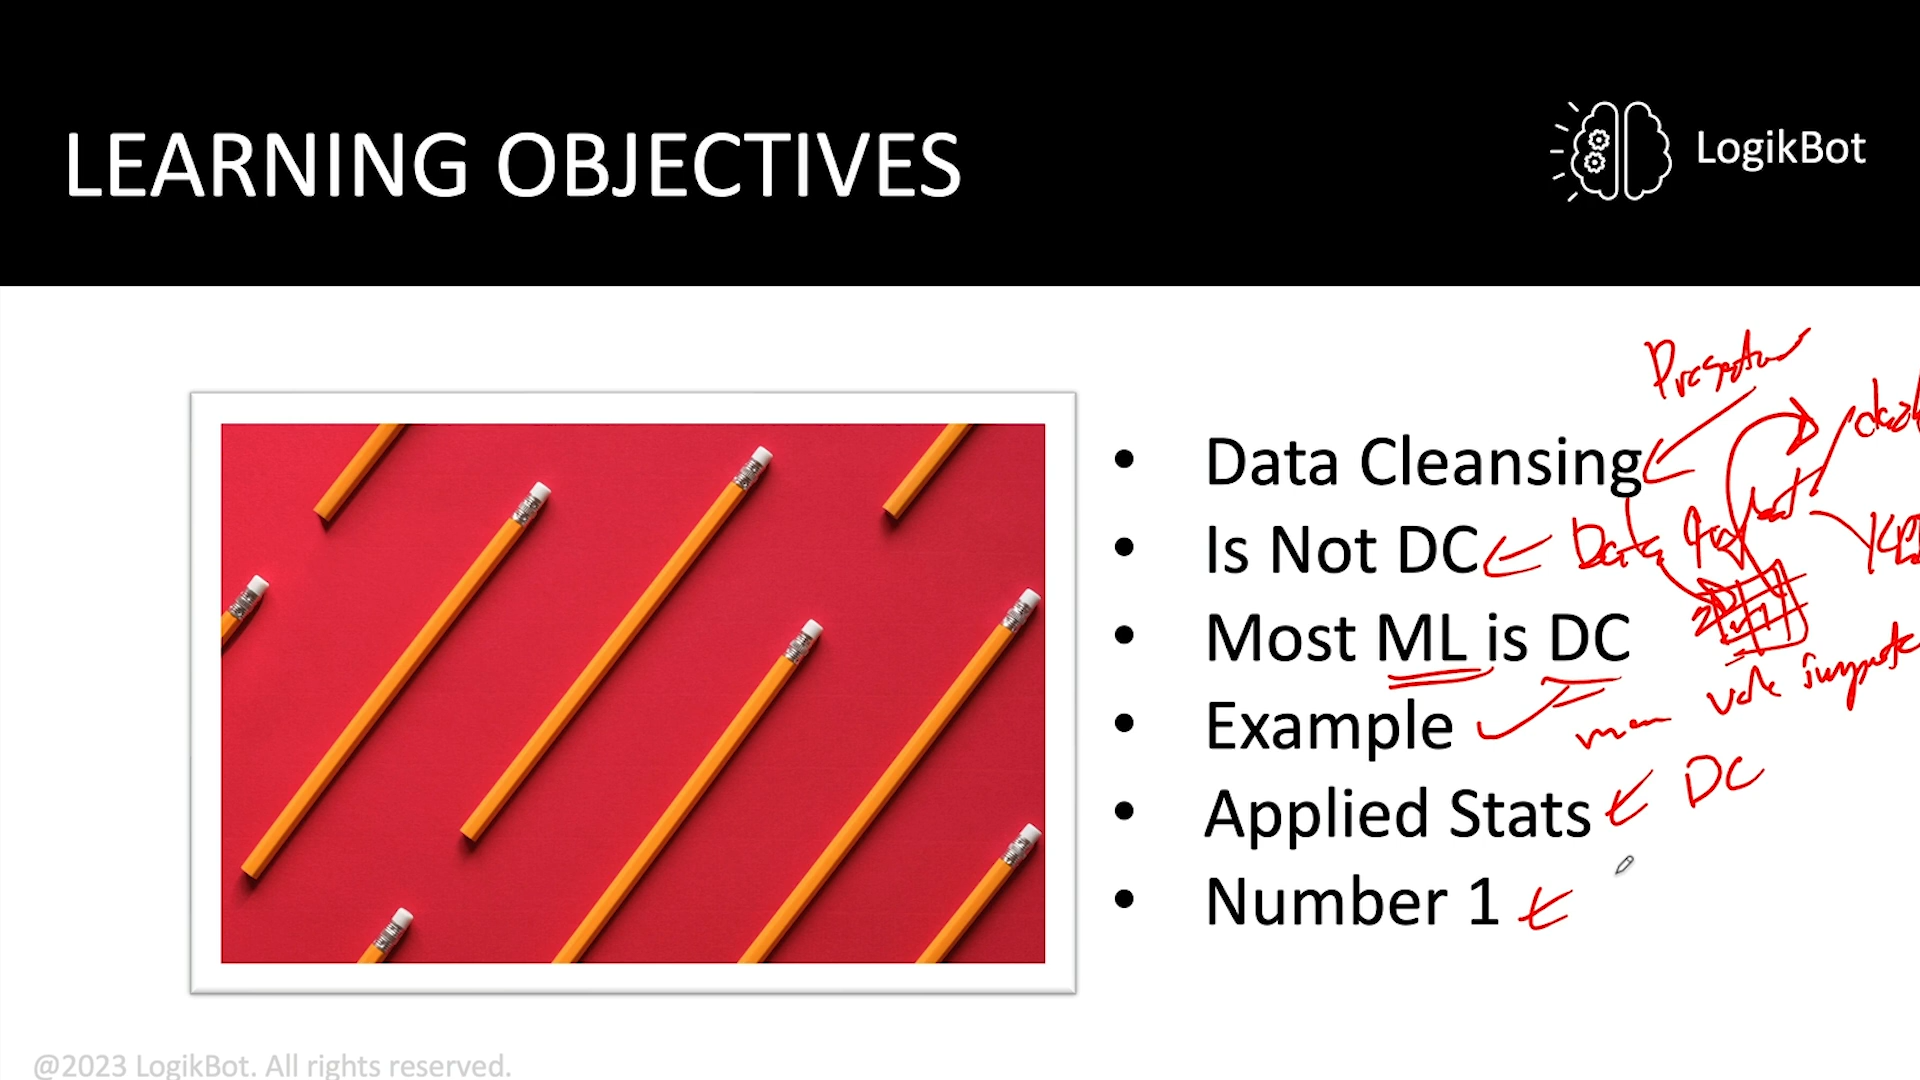 LEARNING OBJECTIVES
LogikBot
• Data Cleansing
• Is Not DC
Data
• Most ML is DC
• Example
• Applied Stats
DC
• Number 1
@2023 LogikBot. All rights reserved.